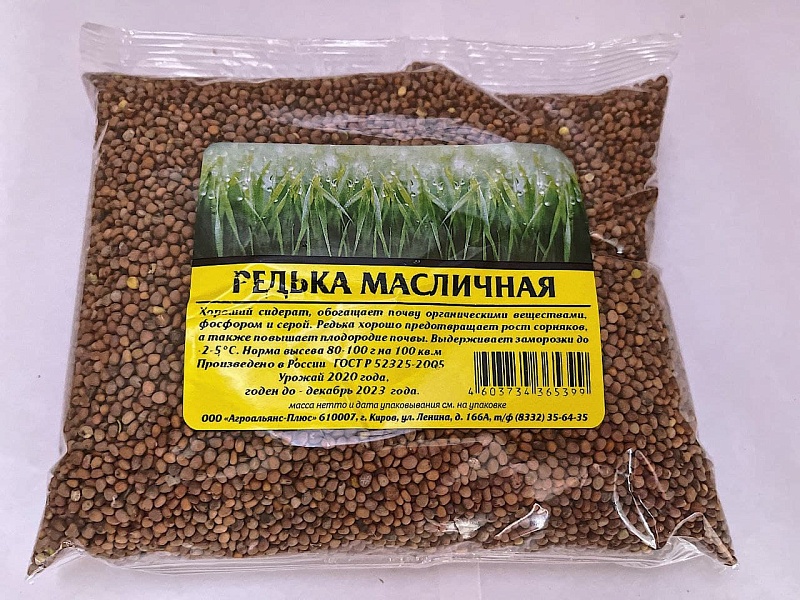 РЕДЬКА МАСЛИЧНАЯ
Хороший сидерат, обогащает почву органическими веществами,
фосфором и серой. Редька хорошо предотвращает рост сорняков,
а также повышает плодородие почвы. Выдерживает заморозки до
-2-5°С. Норма высева 80-100 г на 100 кв.м
Произведено в России ГОСТ Р 52325-2005
Урожай 2020 года,
годен до - декабрь 2023 года.
4 603734 365399
масса нетто и дата упаковывания см. на упаковке
ООО «Агроальянс-Плюс» 610007, г. Киров, ул. Ленина, д. 166А, т/ф (8332) 35-64-35